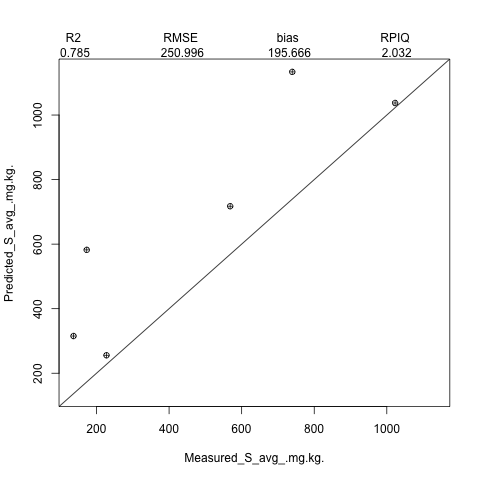 R2 RMSE bias RPIQ
0.785 250.996 195.666 2.032
1000
800
600
400
200
Predicted_S_avg_.mg.kg.
200 400 600 800 1000
Measured_S_avg_.mg.kg.